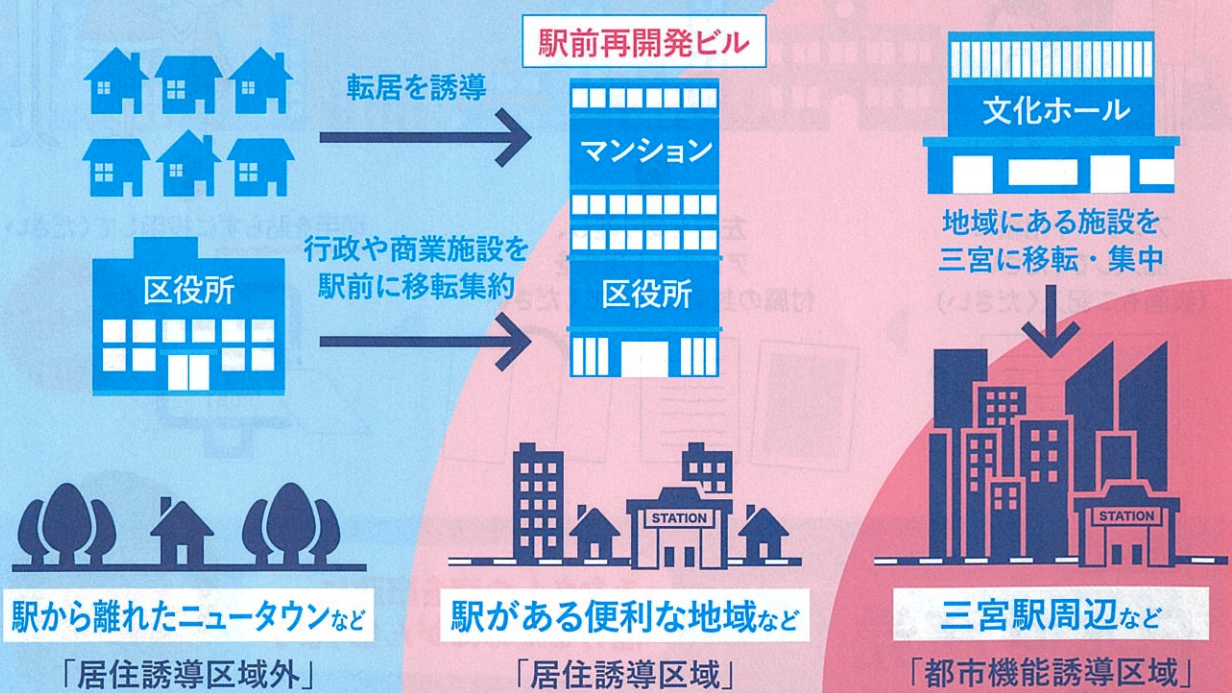 駅前再開発ビル
転居を誘導
マンション
文化ホール
地域にある施設を
三宮に移転・集中
区役所
行政や商業施設を
駅前に移転集約
区役所
STATION
STATION
駅から離れたニュータウンなど
駅がある便利な地域など
三宮駅周辺など
「居住誘導区域外」
「居住誘導区域」
「都市機能誘導区域」